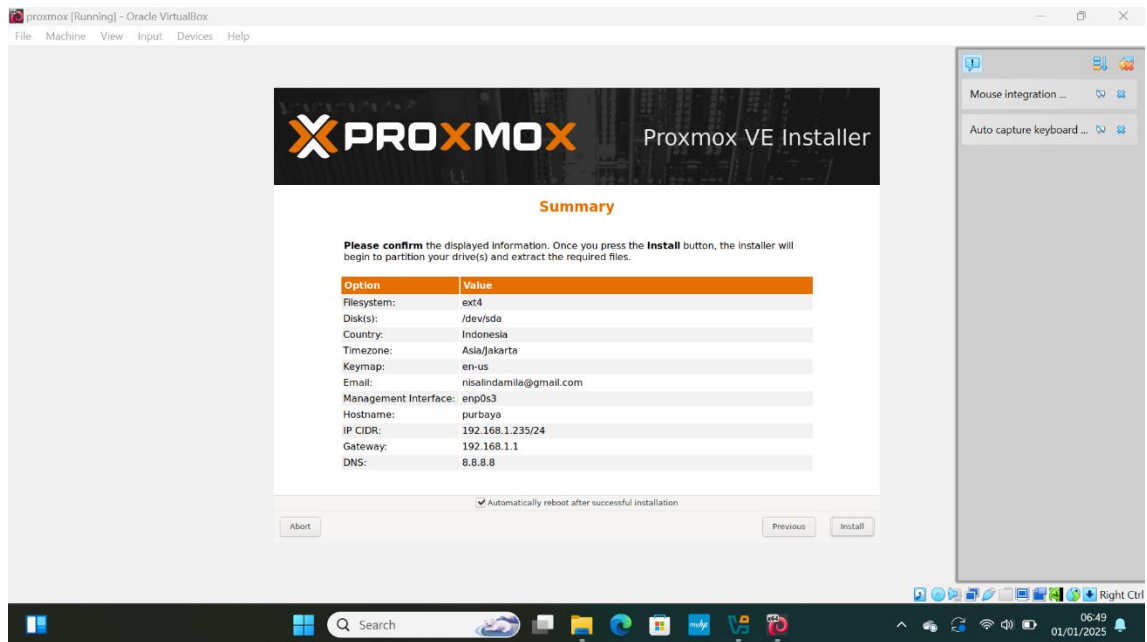 proxmox [Running] - Oracle VirtualBox
File Machine View Input Devices Help
Mouse integration ...
Auto capture keyboard ...
PROXMOX
Proxmox VE Installer
Summary
Please confirm the displayed information. Once you press the Install button, the installer will
begin to partition your drive(s) and extract the required files.
Option Value
Filesystem: ext4
Disk(s): /dev/sda
Country: Indonesia
Timezone: Asia/Jakarta
Keymap: en-us
Email: nisalindamila@gmail.com
Management Interface: enp0s3
Hostname: purbaya
IP CIDR: 192.168.1.235/24
Gateway: 192.168.1.1
DNS: 8.8.8.8
Automatically reboot after successful installation
Abort Previous Install
Right Ctrl
Search
06:49
01/01/2025